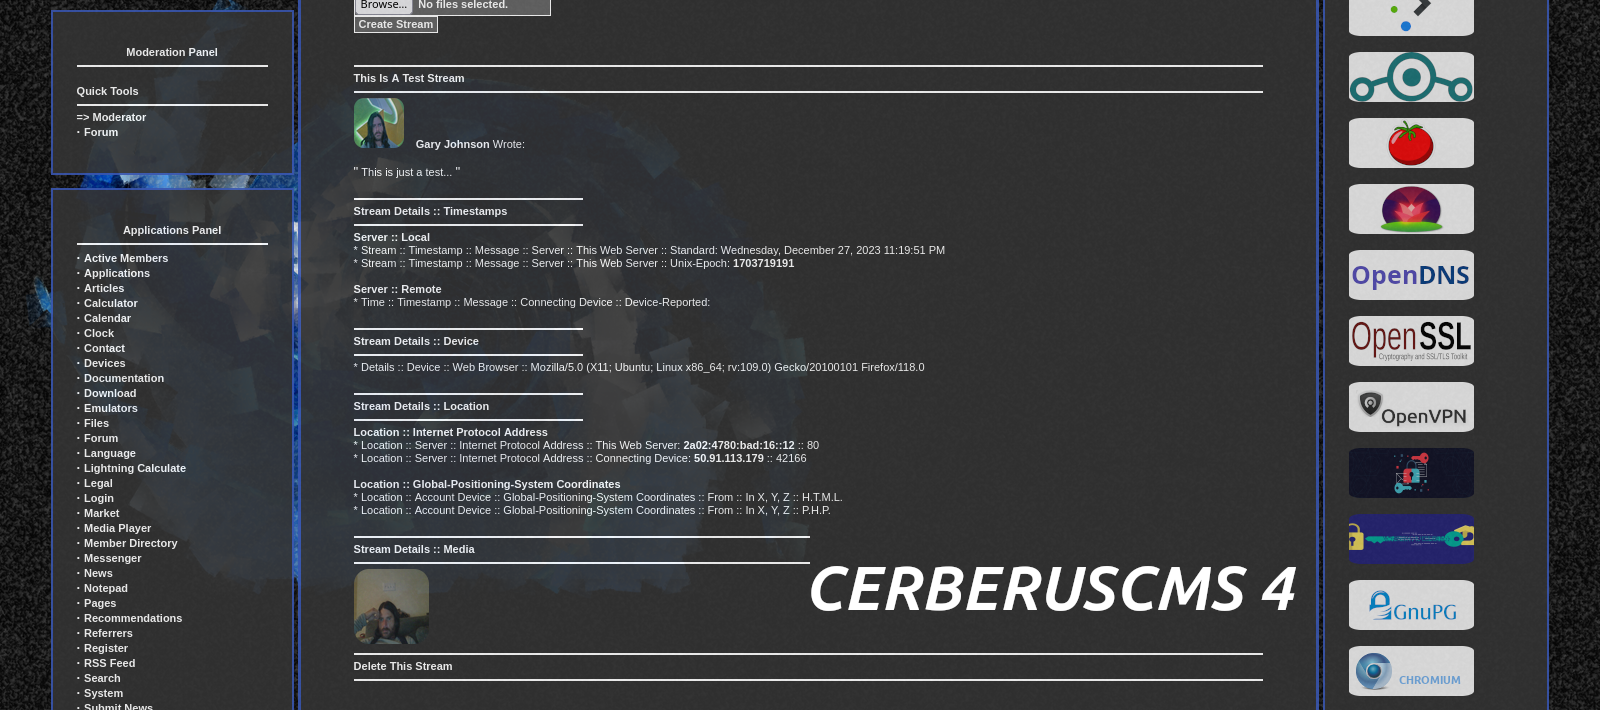 Moderation Panel
Quick Tools
=> Moderator
· Forum
Applications Panel
· Active Members
· Applications
· Articles
· Calculator
· Calendar
· Clock
· Contact
· Devices
· Documentation
· Download
· Emulators
· Files
· Forum
· Language
· Lightning Calculate
· Legal
· Login
· Market
· Media Player
· Member Directory
· Messenger
· News
· Notepad
· Pages
· Recommendations
· Referrers
· Register
· RSS Feed
· Search
· System
· Submit News
Browse... No files selected.
Create Stream
This Is A Test Stream
Gary Johnson Wrote:
" This is just a test... "
Stream Details :: Timestamps
Server :: Local
* Stream :: Timestamp :: Message :: Server :: This Web Server :: Standard: Wednesday, December 27, 2023 11:19:51 PM
* Stream :: Timestamp :: Message :: Server :: This Web Server :: Unix-Epoch: 1703719191
Server :: Remote
* Time :: Timestamp :: Message :: Connecting Device :: Device-Reported:
Stream Details :: Device
* Details :: Device :: Web Browser :: Mozilla/5.0 (X11; Ubuntu; Linux x86_64; rv:109.0) Gecko/20100101 Firefox/118.0
Stream Details :: Location
Location :: Internet Protocol Address
* Location :: Server :: Internet Protocol Address :: This Web Server: 2a02:4780:bad:16::12 :: 80
* Location :: Server :: Internet Protocol Address :: Connecting Device: 50.91.113.179 :: 42166
Location :: Global-Positioning-System Coordinates
* Location :: Account Device :: Global-Positioning-System Coordinates :: From :: In X, Y, Z :: H.T.M.L.
* Location :: Account Device :: Global-Positioning-System Coordinates :: From :: In X, Y, Z :: P.H.P.
Stream Details :: Media
CERBERUSCMS 4
Delete This Stream
OpenDNS
OpenSSL
Cryptography and SSL/TLS Toolkit
OpenVPN
GnuPG
CHROMIUM